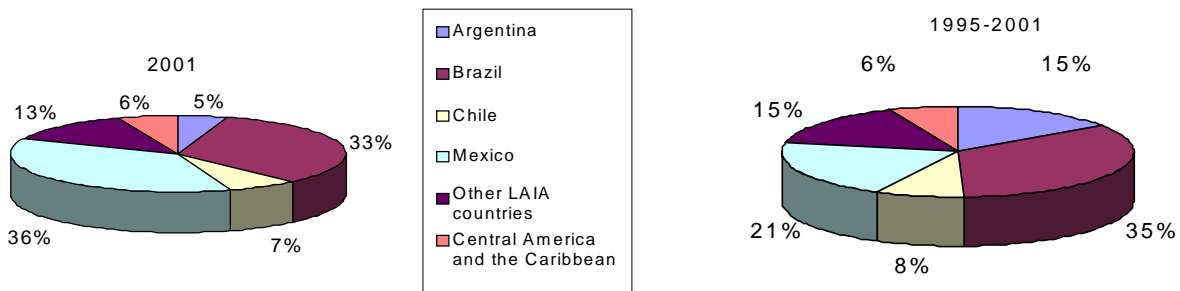 2001
13%
6%
5%
33%
36%
7%
Argentina
Brazil
Chile
Mexico
Other LAIA
countries
Central America
and the Caribbean
1995-2001
6%
15%
15%
21%
35%
8%